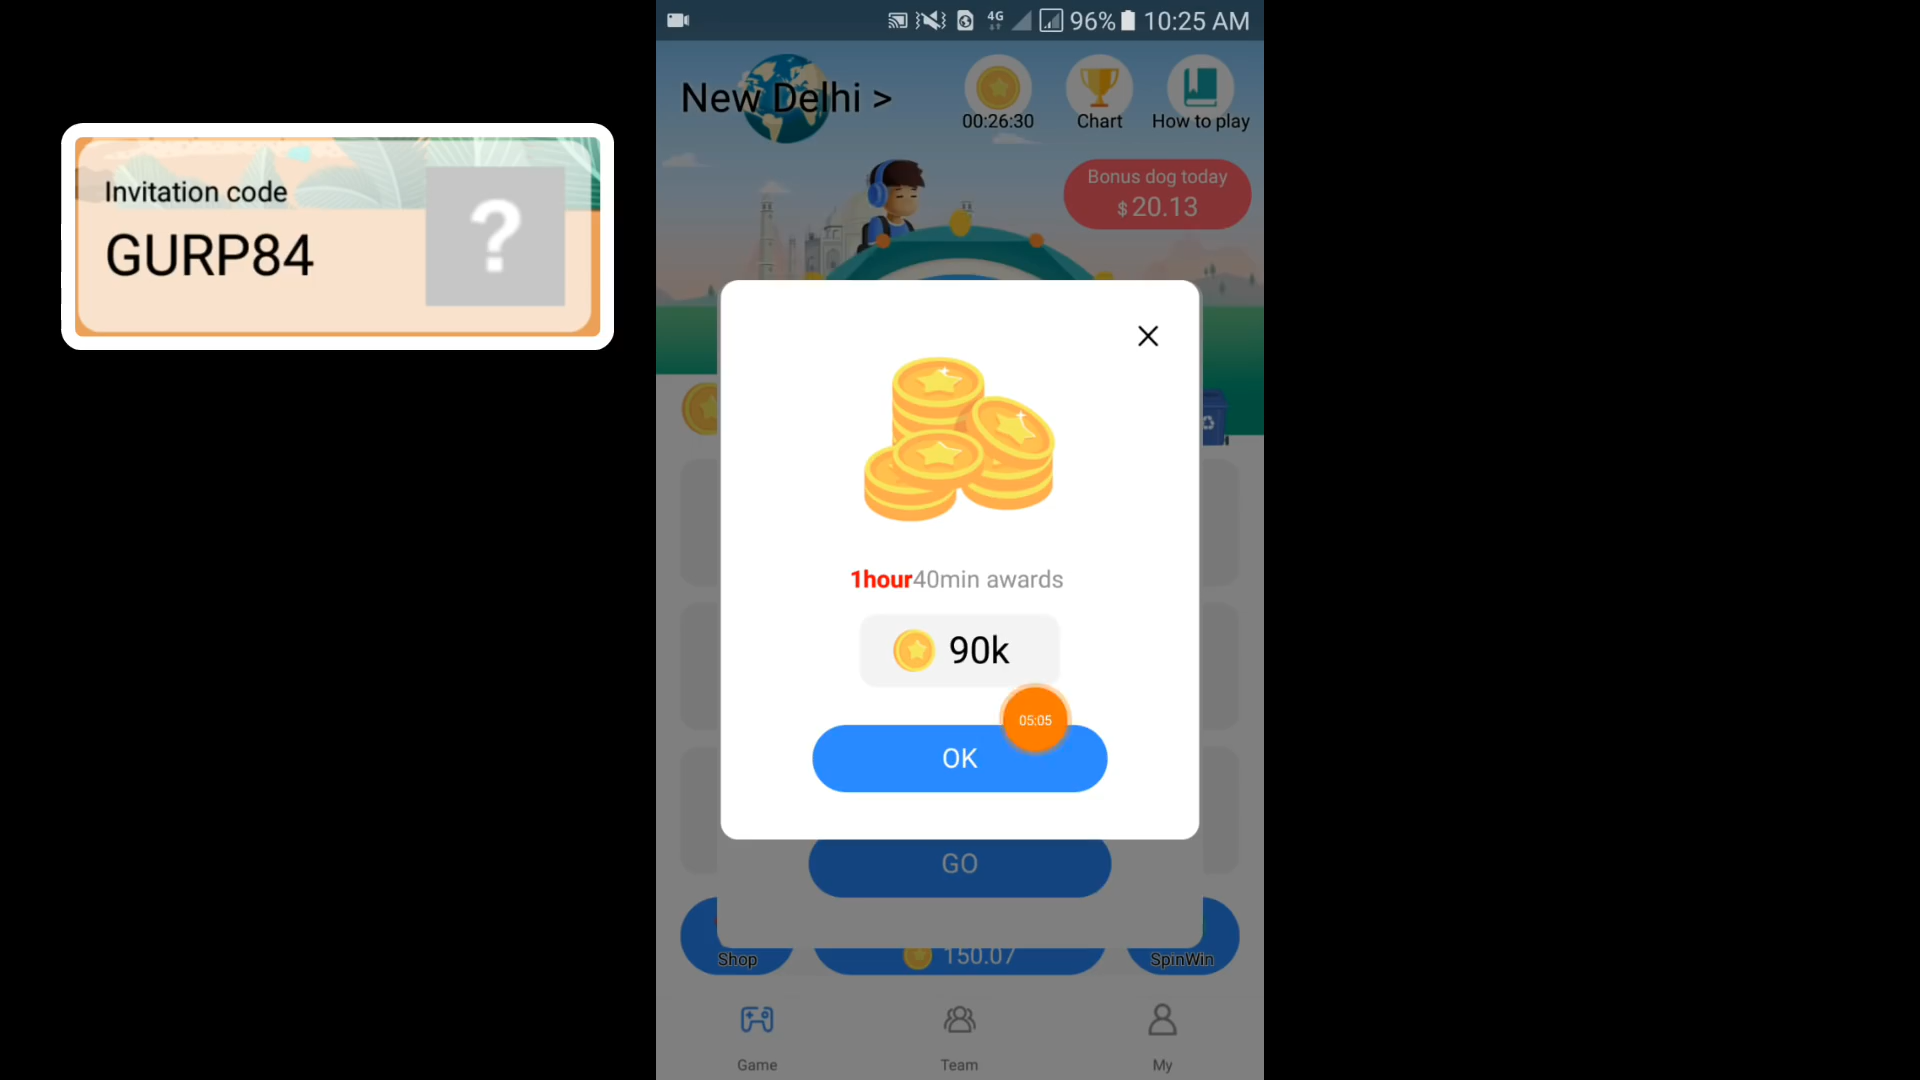 4G 96% 10:25 AM
New Delhi >
00:26:30
Chart
How to play
Invitation code
GURP84
?
Bonus dog today
$ 20.13
1hour40min awards
90k
05:05
OK
GO
Shop
150.07
SpinWin
Game
Team
My